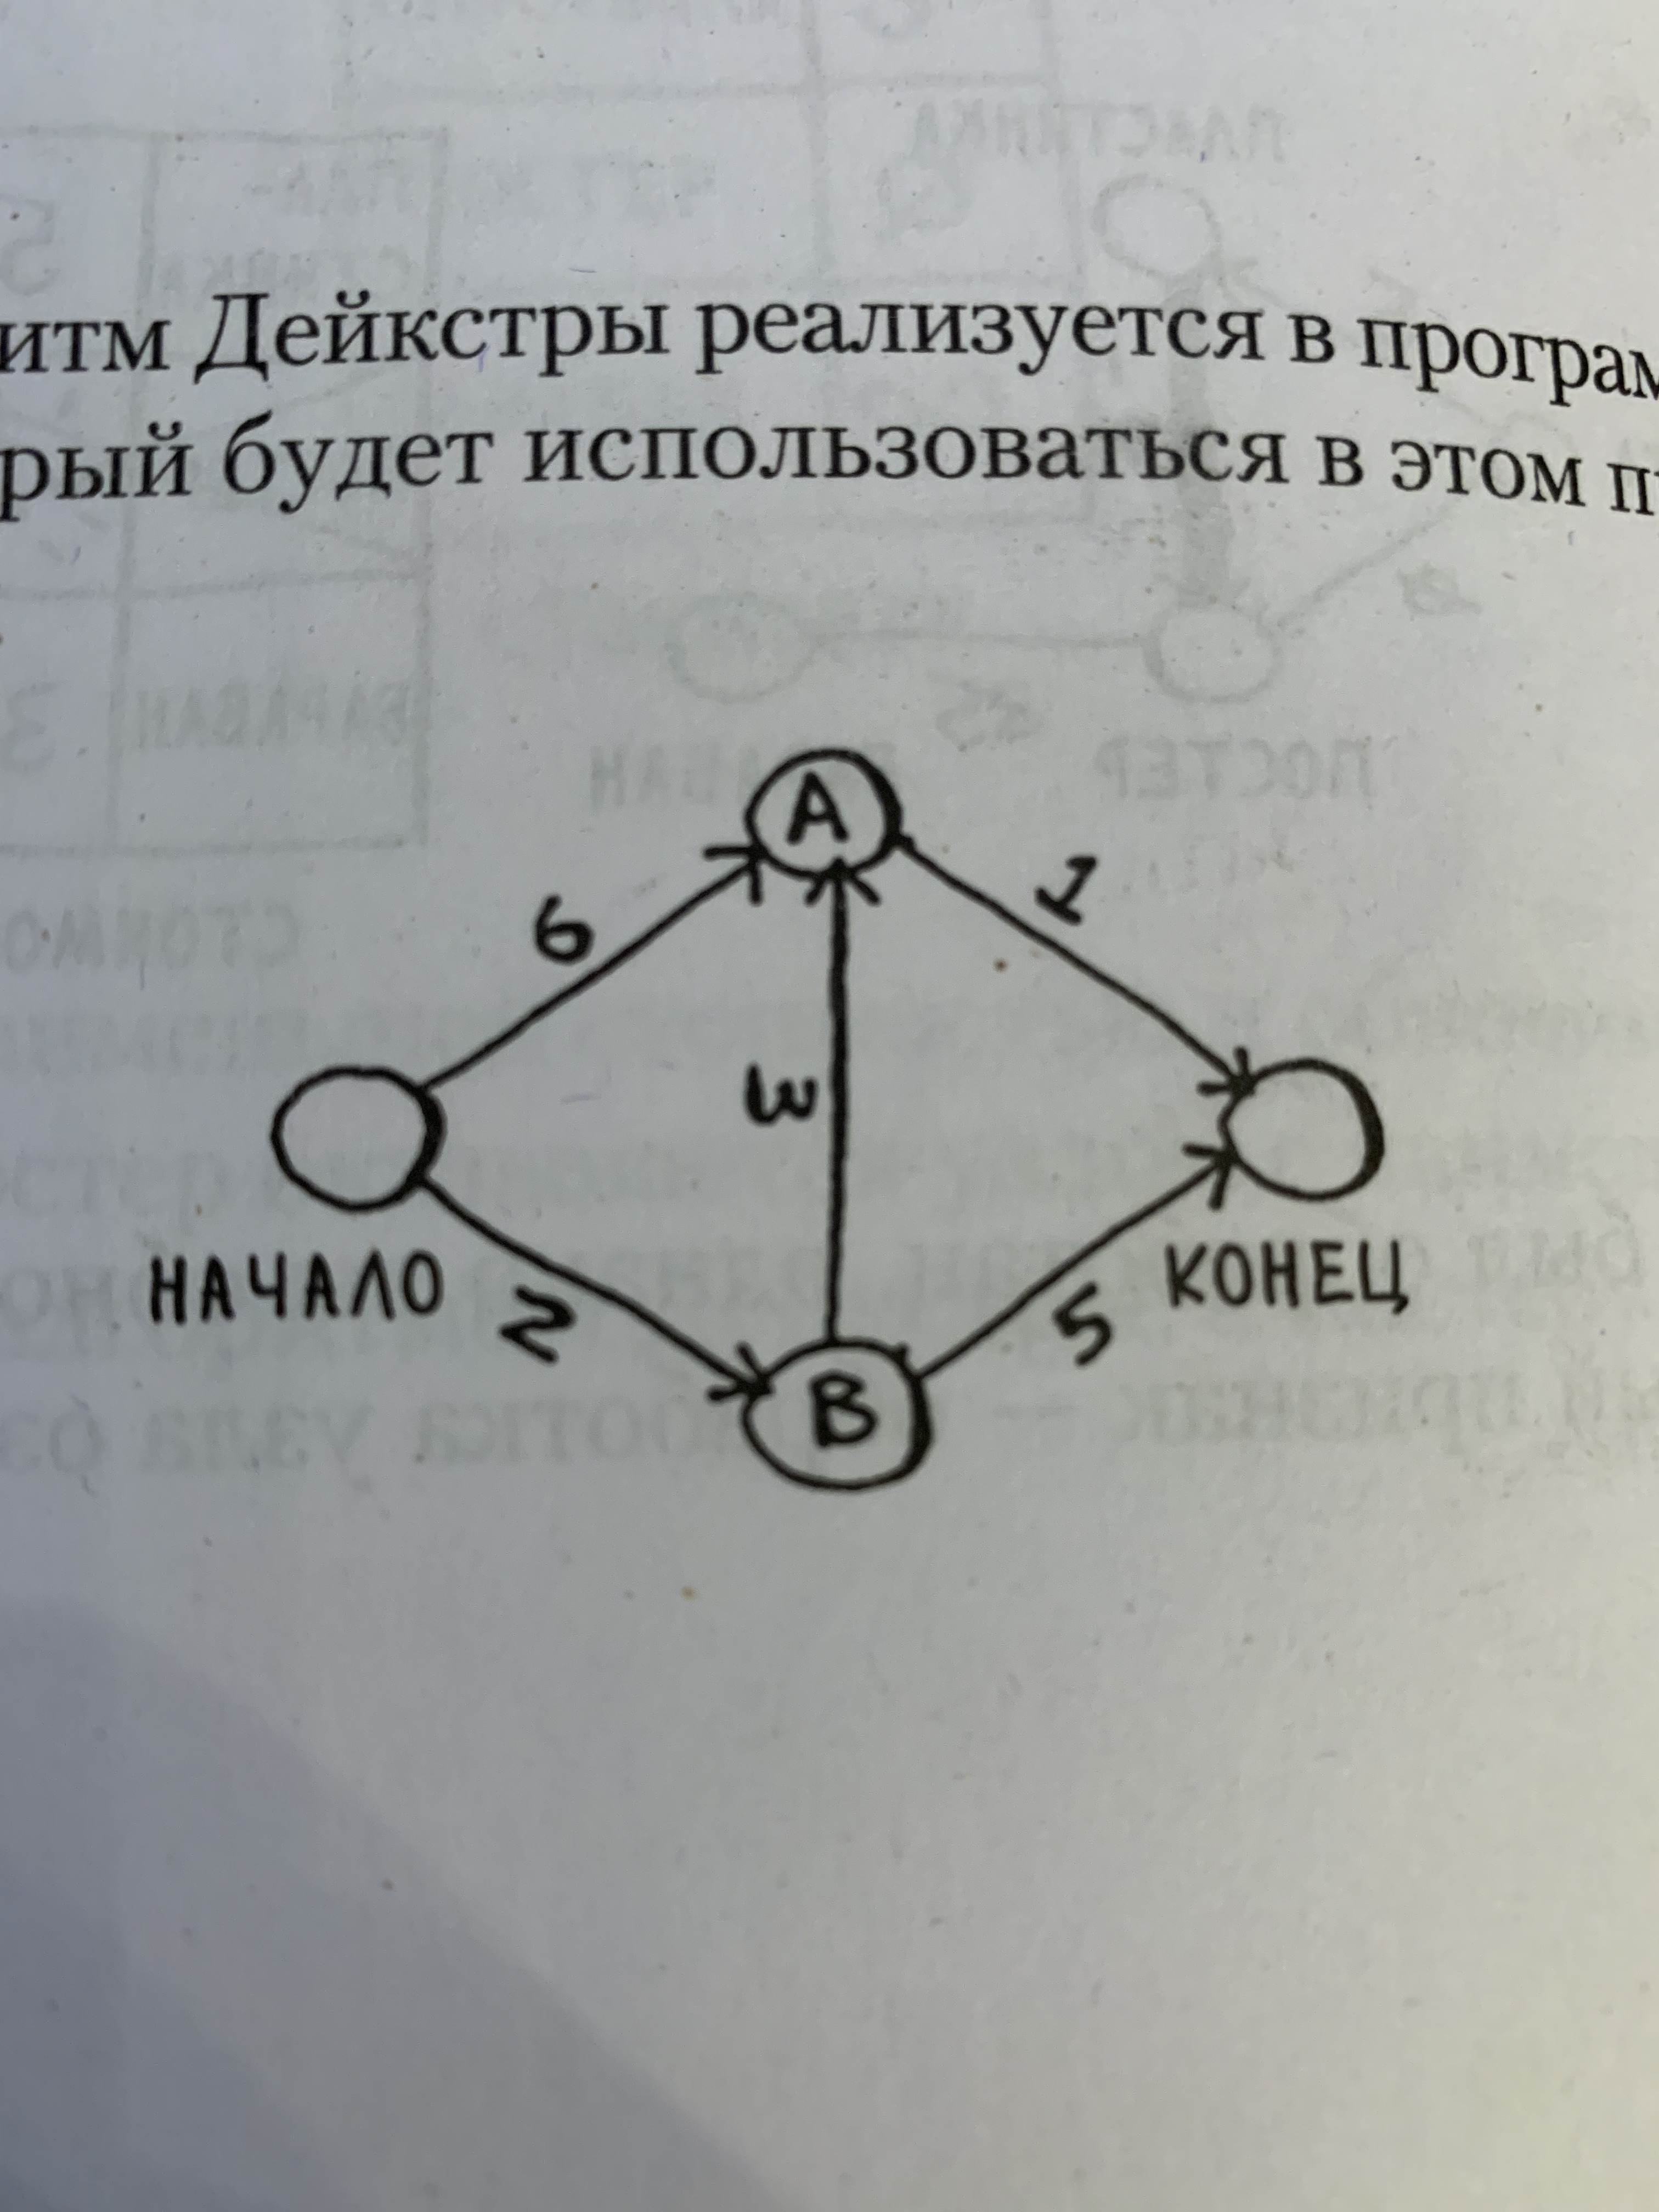 итм Дейкстры реализуется в програм
рый будет использоваться в этом
A
6
1
3
НАЧАЛО
КОНЕЦ
2
5
B